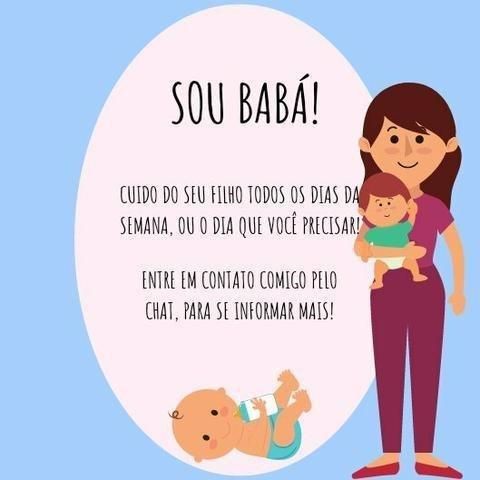 SOU BABÁ!
CUIDO DO SEU FILHO TODOS OS DIAS DA
SEMANA, OU O DIA QUE VOCÊ PRECISAR!
ENTRE EM CONTATO COMIGO PELO
CHAT, PARA SE INFORMAR MAIS!